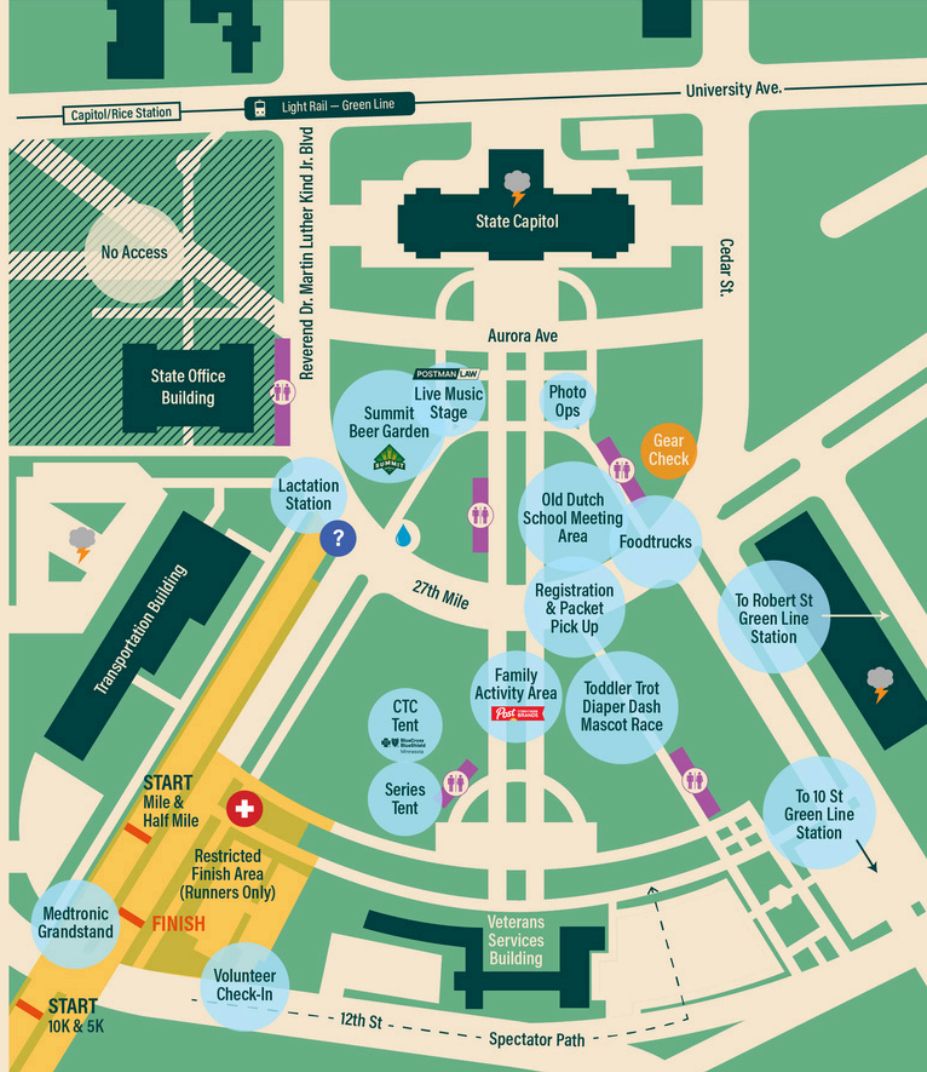 University Ave.
Capitol/Rice Station
Light Rail — Green Line
Reverend Dr. Martin Luther Kind Jr. Blvd
State Capitol
No Access
Cedar St.
Aurora Ave
State Office
Building
POSTMAN LAW
Live Music
Stage
Summit
Beer Garden
SUMMIT
Photo
Ops
Gear
Check
Lactation
Station
?
Old Dutch
School Meeting
Area
Foodtrucks
27th Mile
Registration
& Packet
Pick Up
To Robert St
Green Line
Station
Transportation Building
Family
Activity Area
Post
Toddler Trot
Diaper Dash
Mascot Race
CTC
Tent
BlueCross
BlueShield
Minnesota
Series
Tent
To 10 St
Green Line
Station
START
Mile &
Half Mile
Restricted
Finish Area
(Runners Only)
Medtronic
Grandstand
FINISH
Veterans
Services
Building
Volunteer
Check-In
START
10K & 5K
12th St
Spectator Path